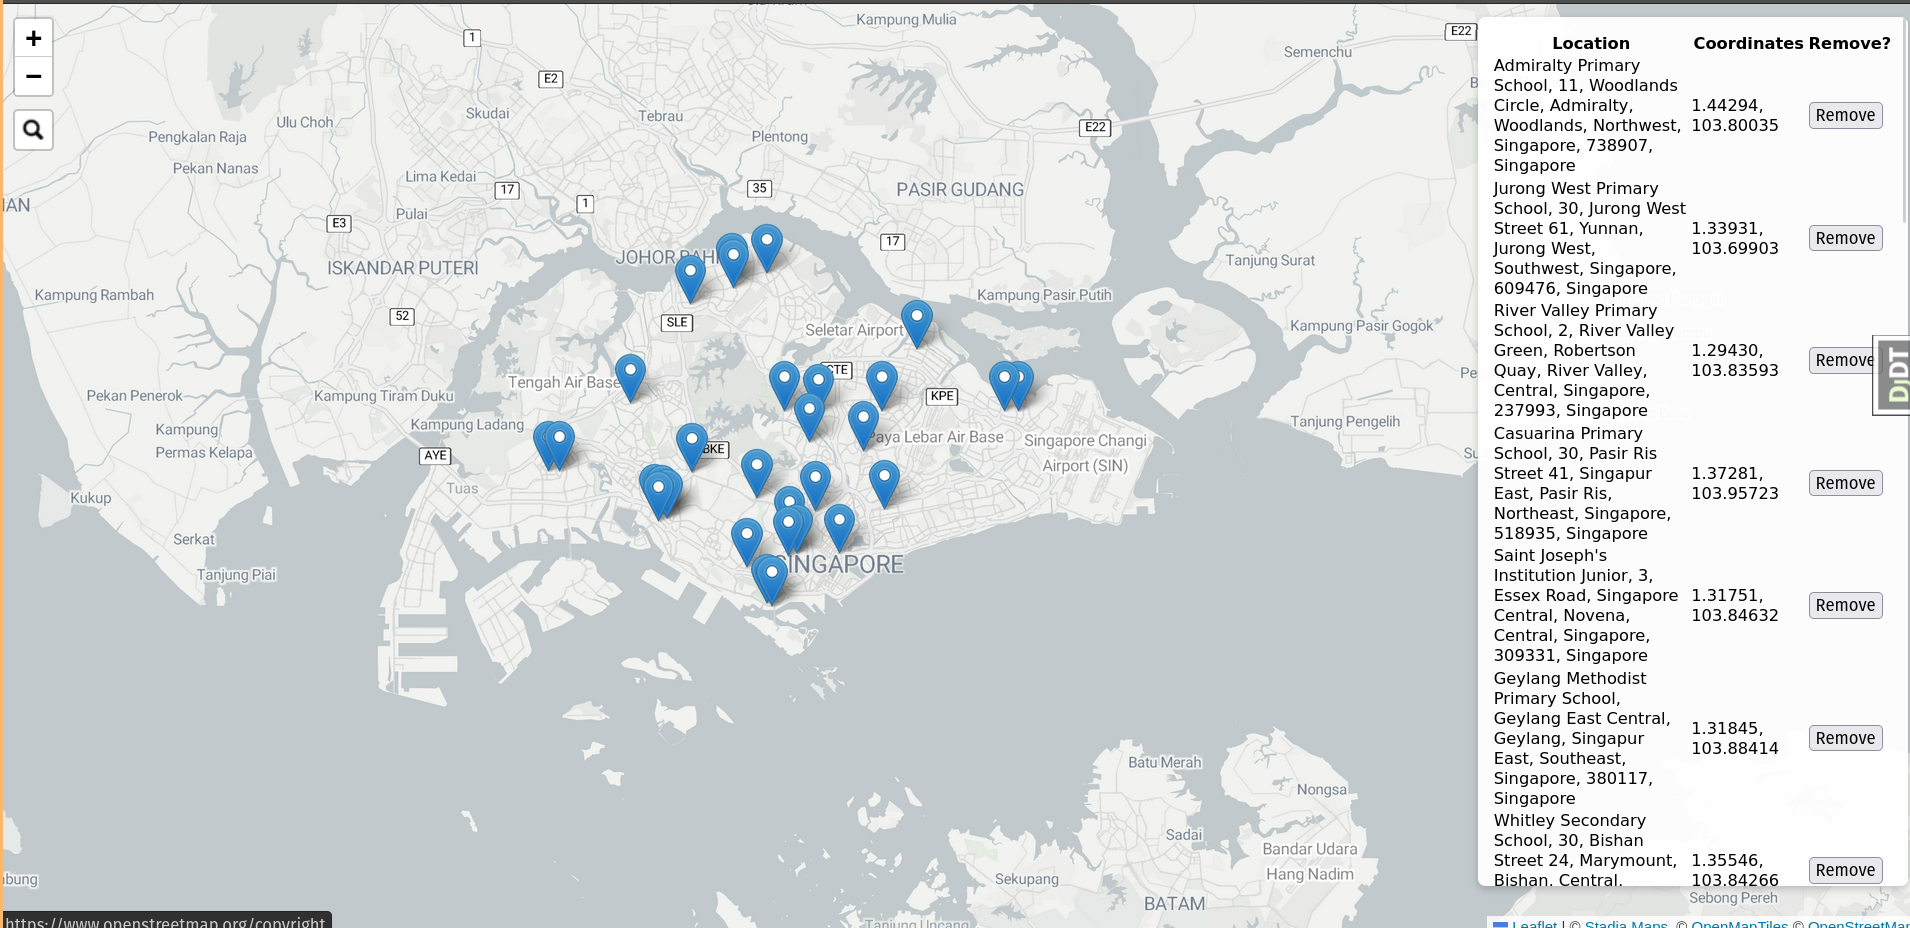 +
−
Kampung Mulia
1
E22
Semenchu
E2
Skudai
Tebrau
Ulu Choh
Pengkalan Raja
Plentong
E22
Pekan Nanas
Lima Kedai
17
35
PASIR GUDANG
1
Pulai
E3
17
JOHOR BAH
Tanjung Surat
ISKANDAR PUTERI
Kampung Rambah
Kampung Pasir Putih
52
SLE
Seletar Airport
Kampung Pasir Gogok
CTE
Tengah Air Base
Pekan Penerok
Kampung Tiram Duku
KPE
Kampung Ladang
Tanjung Pengelih
Kampung
Permas Kelapa
Paya Lebar Air Base
Singapore Changi
Airport (SIN)
BKE
AYE
Tuas
Kukup
Serkat
SINGAPORE
Tanjung Piai
Batu Merah
Nongsa
Sadai
Bandar Udara
Hang Nadim
Sekupang
BATAM
Tanjung Uncang
Sebong Pereh
Location Coordinates Remove?
Admiralty Primary
School, 11, Woodlands
Circle, Admiralty,
Woodlands, Northwest,
Singapore, 738907,
Singapore
1.44294,
103.80035
Remove
Jurong West Primary
School, 30, Jurong West
Street 61, Yunnan,
Jurong West,
Southwest, Singapore,
609476, Singapore
1.33931,
103.69903
Remove
River Valley Primary
School, 2, River Valley
Green, Robertson
Quay, River Valley,
Central, Singapore,
237993, Singapore
1.29430,
103.83593
Remove
DjDT
Casuarina Primary
School, 30, Pasir Ris
Street 41, Singapur
East, Pasir Ris,
Northeast, Singapore,
518935, Singapore
1.37281,
103.95723
Remove
Saint Joseph's
Institution Junior, 3,
Essex Road, Singapore
Central, Novena,
Central, Singapore,
309331, Singapore
1.31751,
103.84632
Remove
Geylang Methodist
Primary School,
Geylang East Central,
Geylang, Singapur
East, Southeast,
Singapore, 380117,
Singapore
1.31845,
103.88414
Remove
Whitley Secondary
School, 30, Bishan
Street 24, Marymount,
Bishan, Central,
1.35546,
103.84266
Remove
https://www.openstreetmap.org/copyright
Leaflet | © Stadia Maps, © OpenMapTiles © OpenStreetMap